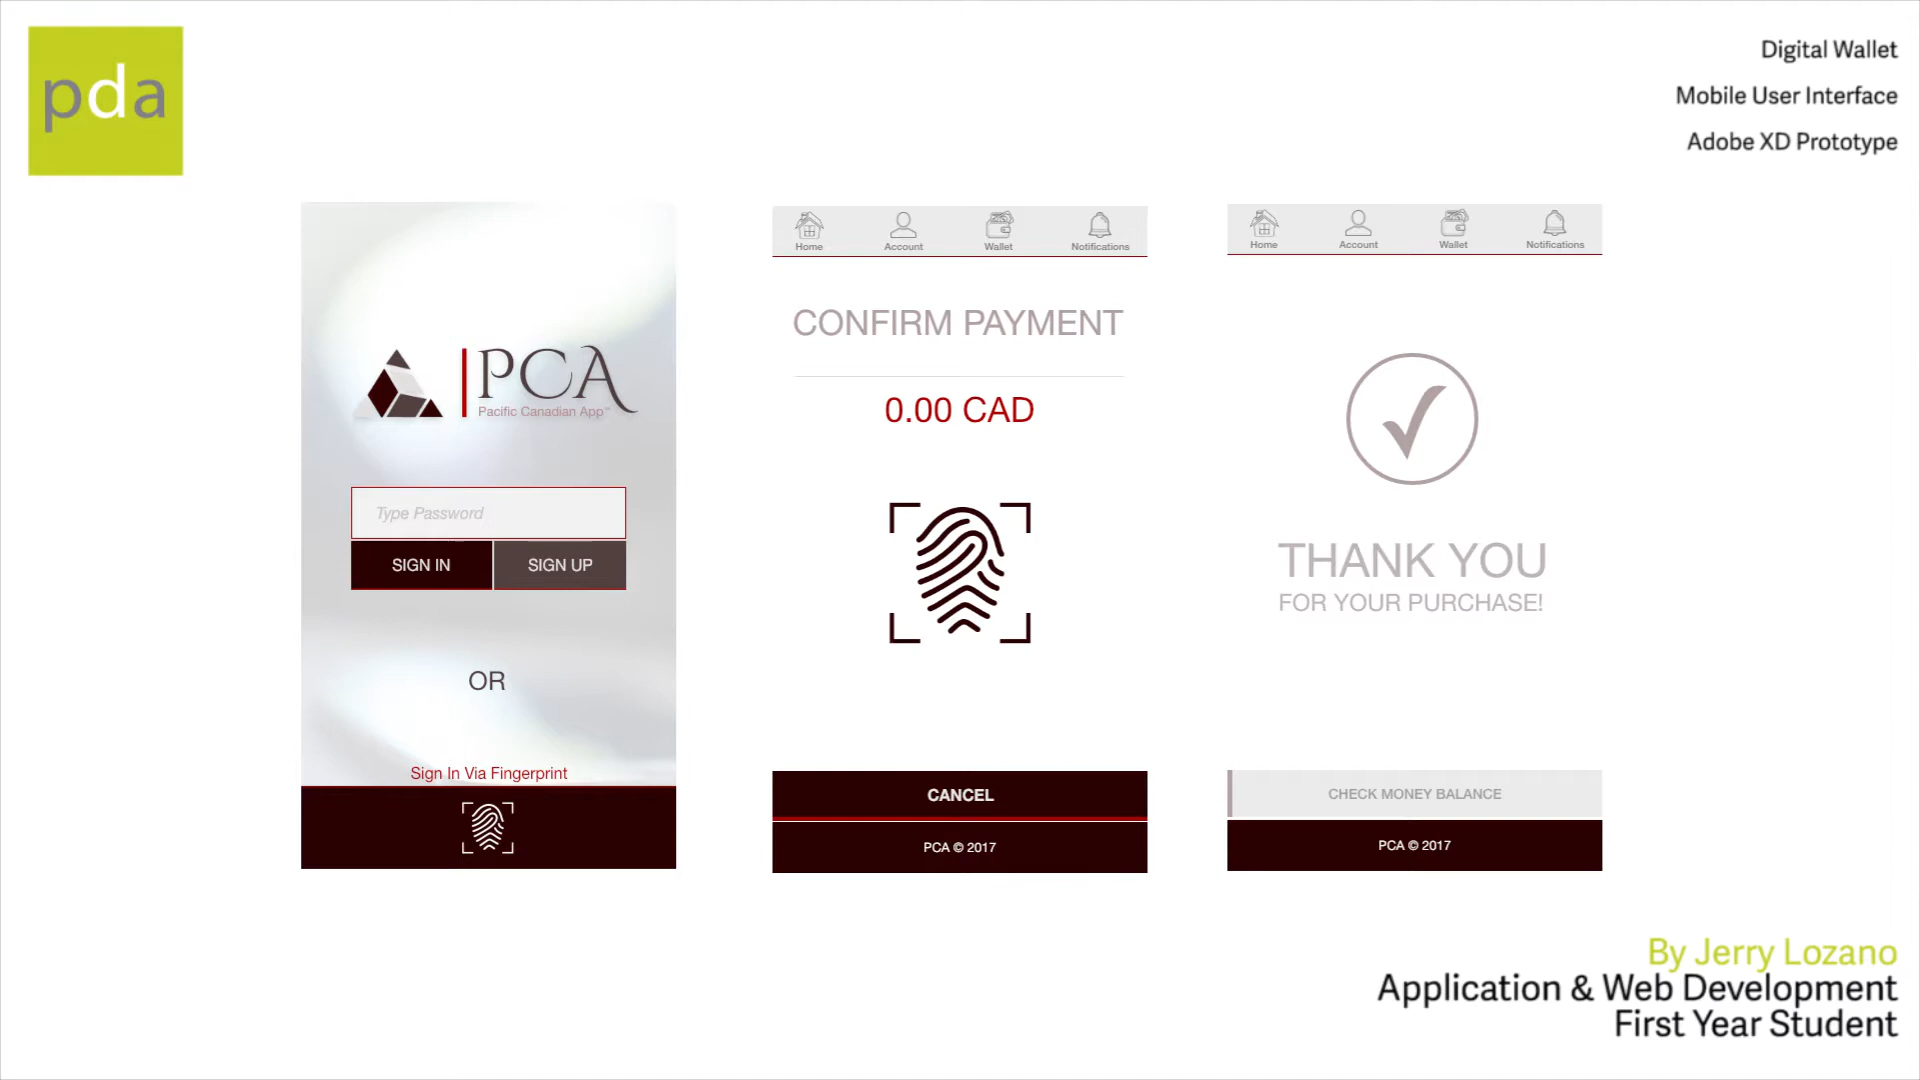 pda
Digital Wallet
Mobile User Interface
Adobe XD Prototype
PCA
Pacific Canadian App™
Type Password
SIGN IN
SIGN UP
OR
Sign In Via Fingerprint
Home
Account
Wallet
Notifications
CONFIRM PAYMENT
0.00 CAD
CANCEL
PCA © 2017
Home
Account
Wallet
Notifications
THANK YOU
FOR YOUR PURCHASE!
CHECK MONEY BALANCE
PCA © 2017
By Jerry Lozano
Application & Web Development
First Year Student